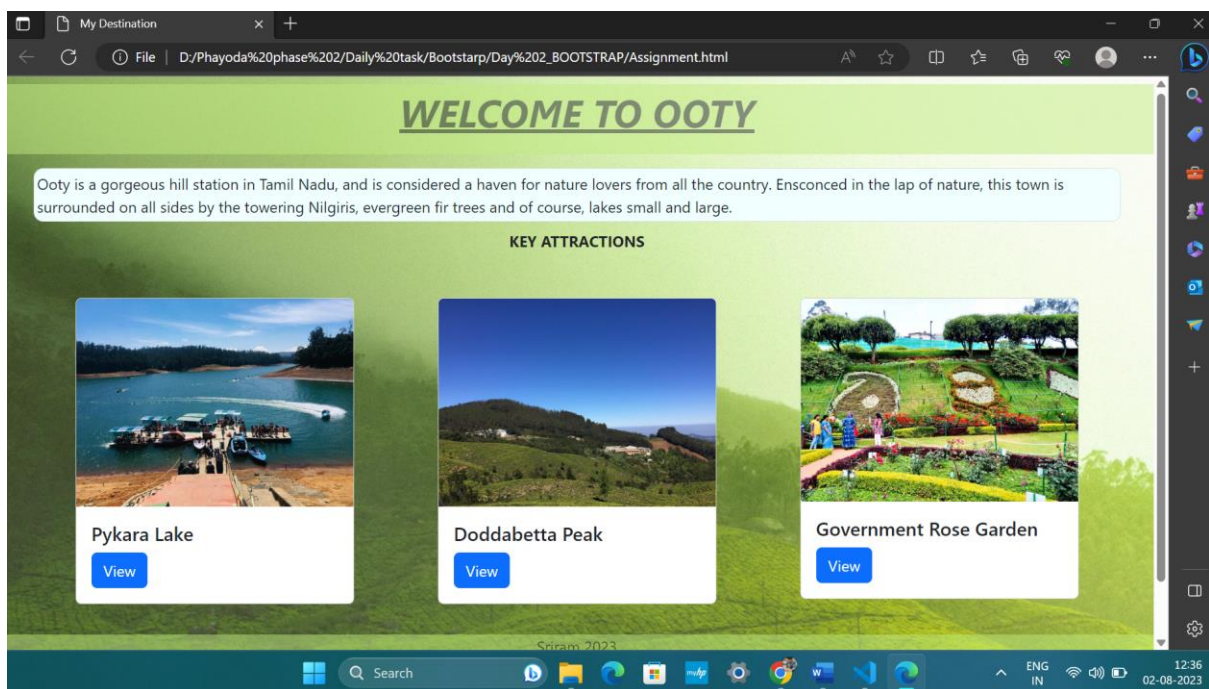 My Destination
File | D:/Phayoda%20phase%202/Daily%20task/Bootstarp/Day%202_BOOTSTRAP/Assignment.html
WELCOME TO OOTY
Ooty is a gorgeous hill station in Tamil Nadu, and is considered a haven for nature lovers from all the country. Ensconced in the lap of nature, this town is
surrounded on all sides by the towering Nilgiris, evergreen fir trees and of course, lakes small and large.
KEY ATTRACTIONS
Pykara Lake
View
Doddabetta Peak
View
Government Rose Garden
View
Sriram 2023
Search
ENG
IN
12:36
02-08-2023